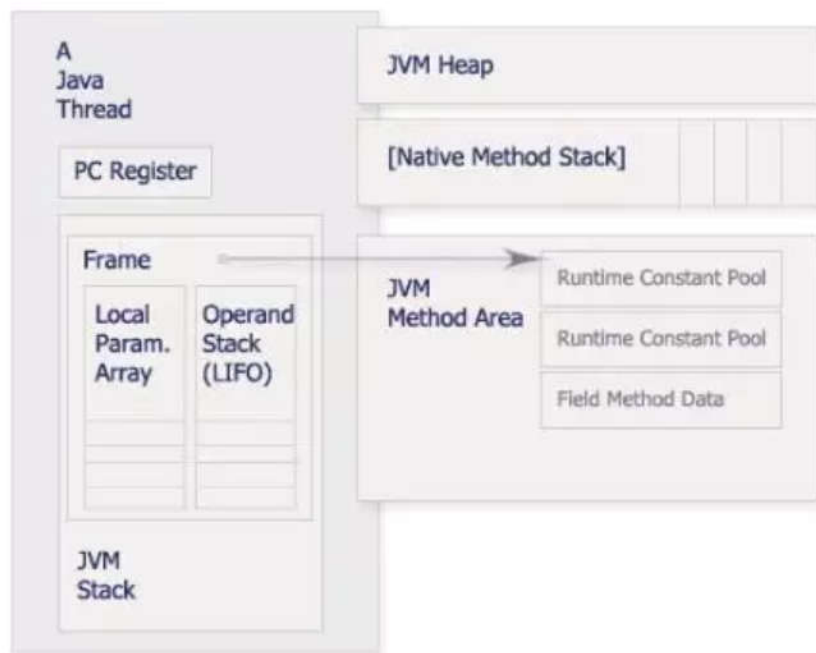 A
Java
Thread
PC Register
Frame
Local
Param.
Array
Operand
Stack
(LIFO)
JVM
Stack
JVM Heap
[Native Method Stack]
JVM
Method Area
Runtime Constant Pool
Runtime Constant Pool
Field Method Data